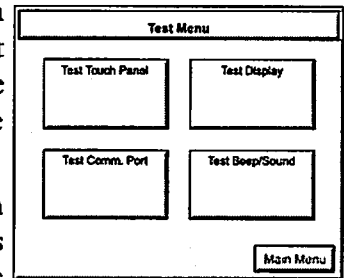 Test Menu
Test Touch Panel
Test Display
Test Comm. Port
Test Beep/Sound
Main Menu